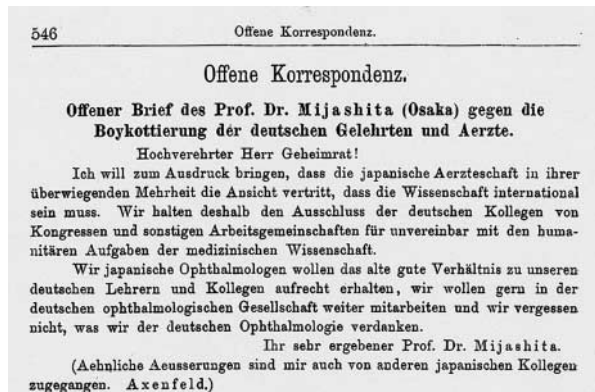 546 Offene Korrespondenz.
Offene Korrespondenz.
Offener Brief des Prof. Dr. Mijashita (Osaka) gegen die
Boykottierung der deutschen Gelehrten und Aerzte.
Hochverehrter Herr Geheimrat!
Ich will zum Ausdruck bringen, dass die japanische Aerzteschaft in ihrer
überwiegenden Mehrheit die Ansicht vertritt, dass die Wissenschaft international
sein muss. Wir halten deshalb den Ausschluss der deutschen Kollegen von
Kongressen und sonstigen Arbeitsgemeinschaften für unvereinbar mit den huma-
nitären Aufgaben der medizinischen Wissenschaft.
Wir japanische Ophthalmologen wollen das alte gute Verhältnis zu unseren
deutschen Lehrern und Kollegen aufrecht erhalten, wir wollen gern in der
deutschen ophthalmologischen Gesellschaft weiter mitarbeiten und wir vergessen
nicht, was wir der deutschen Ophthalmologie verdanken.
Ihr sehr ergebener Prof. Dr. Mijashita.
(Aehnliche Aeusserungen sind mir auch von anderen japanischen Kollegen
zugegangen. Axenfeld.)